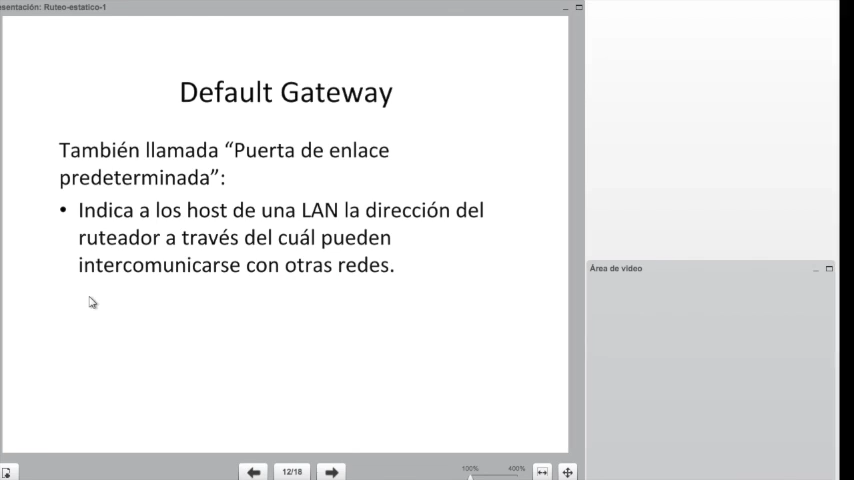 esentación: Ruteo-estatico-1
Default Gateway
También llamada “Puerta de enlace
predeterminada”:
• Indica a los host de una LAN la dirección del
ruteador a través del cuál pueden
intercomunicarse con otras redes.
Área de video
12/18
100%
400%